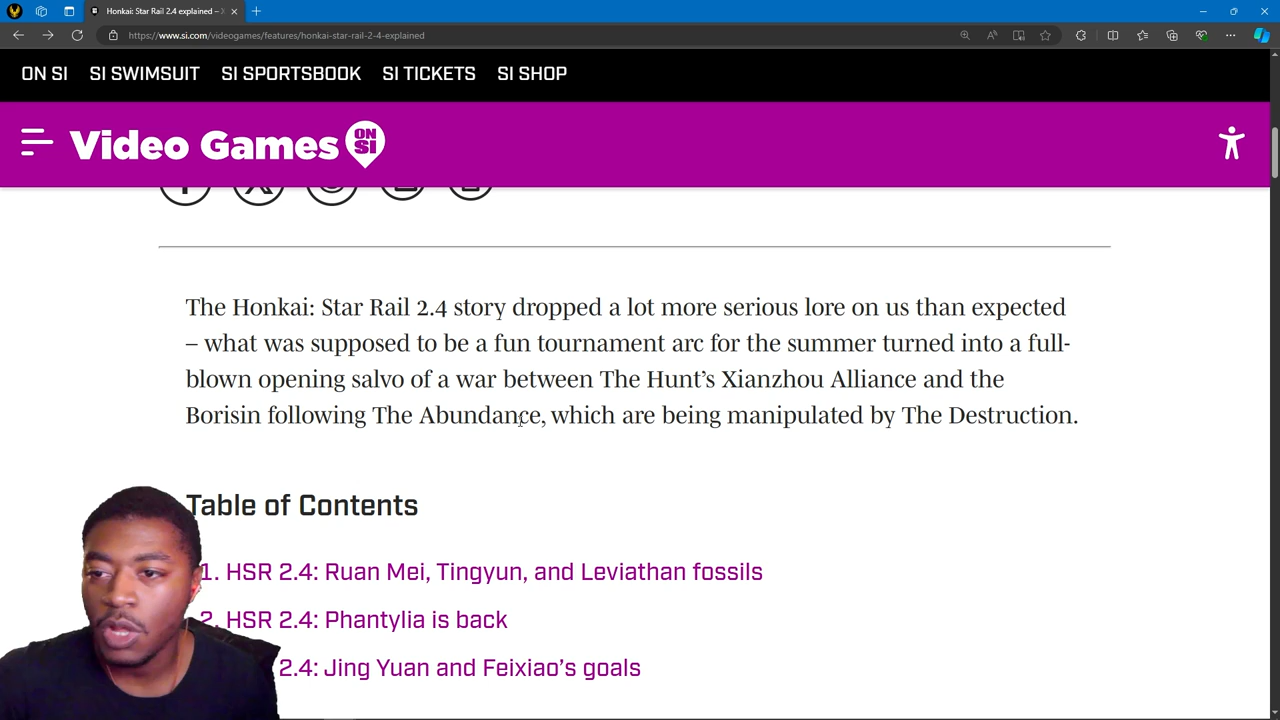 Honkai: Star Rail 2.4 explained –
https://www.si.com/videogames/features/honkai-star-rail-2-4-explained
ON SI SI SWIMSUIT SI SPORTSBOOK SI TICKETS SI SHOP
Video Games ON SI
The Honkai: Star Rail 2.4 story dropped a lot more serious lore on us than expected
– what was supposed to be a fun tournament arc for the summer turned into a full-
blown opening salvo of a war between The Hunt's Xianzhou Alliance and the
Borisin following The Abundance, which are being manipulated by The Destruction.
Table of Contents
1. HSR 2.4: Ruan Mei, Tingyun, and Leviathan fossils
2. HSR 2.4: Phantylia is back
2.4: Jing Yuan and Feixiao's goals